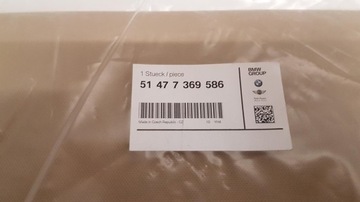 1 Stueck / piece
51 47 7 369 586
BMW
GROUP
Made in Czech Republic